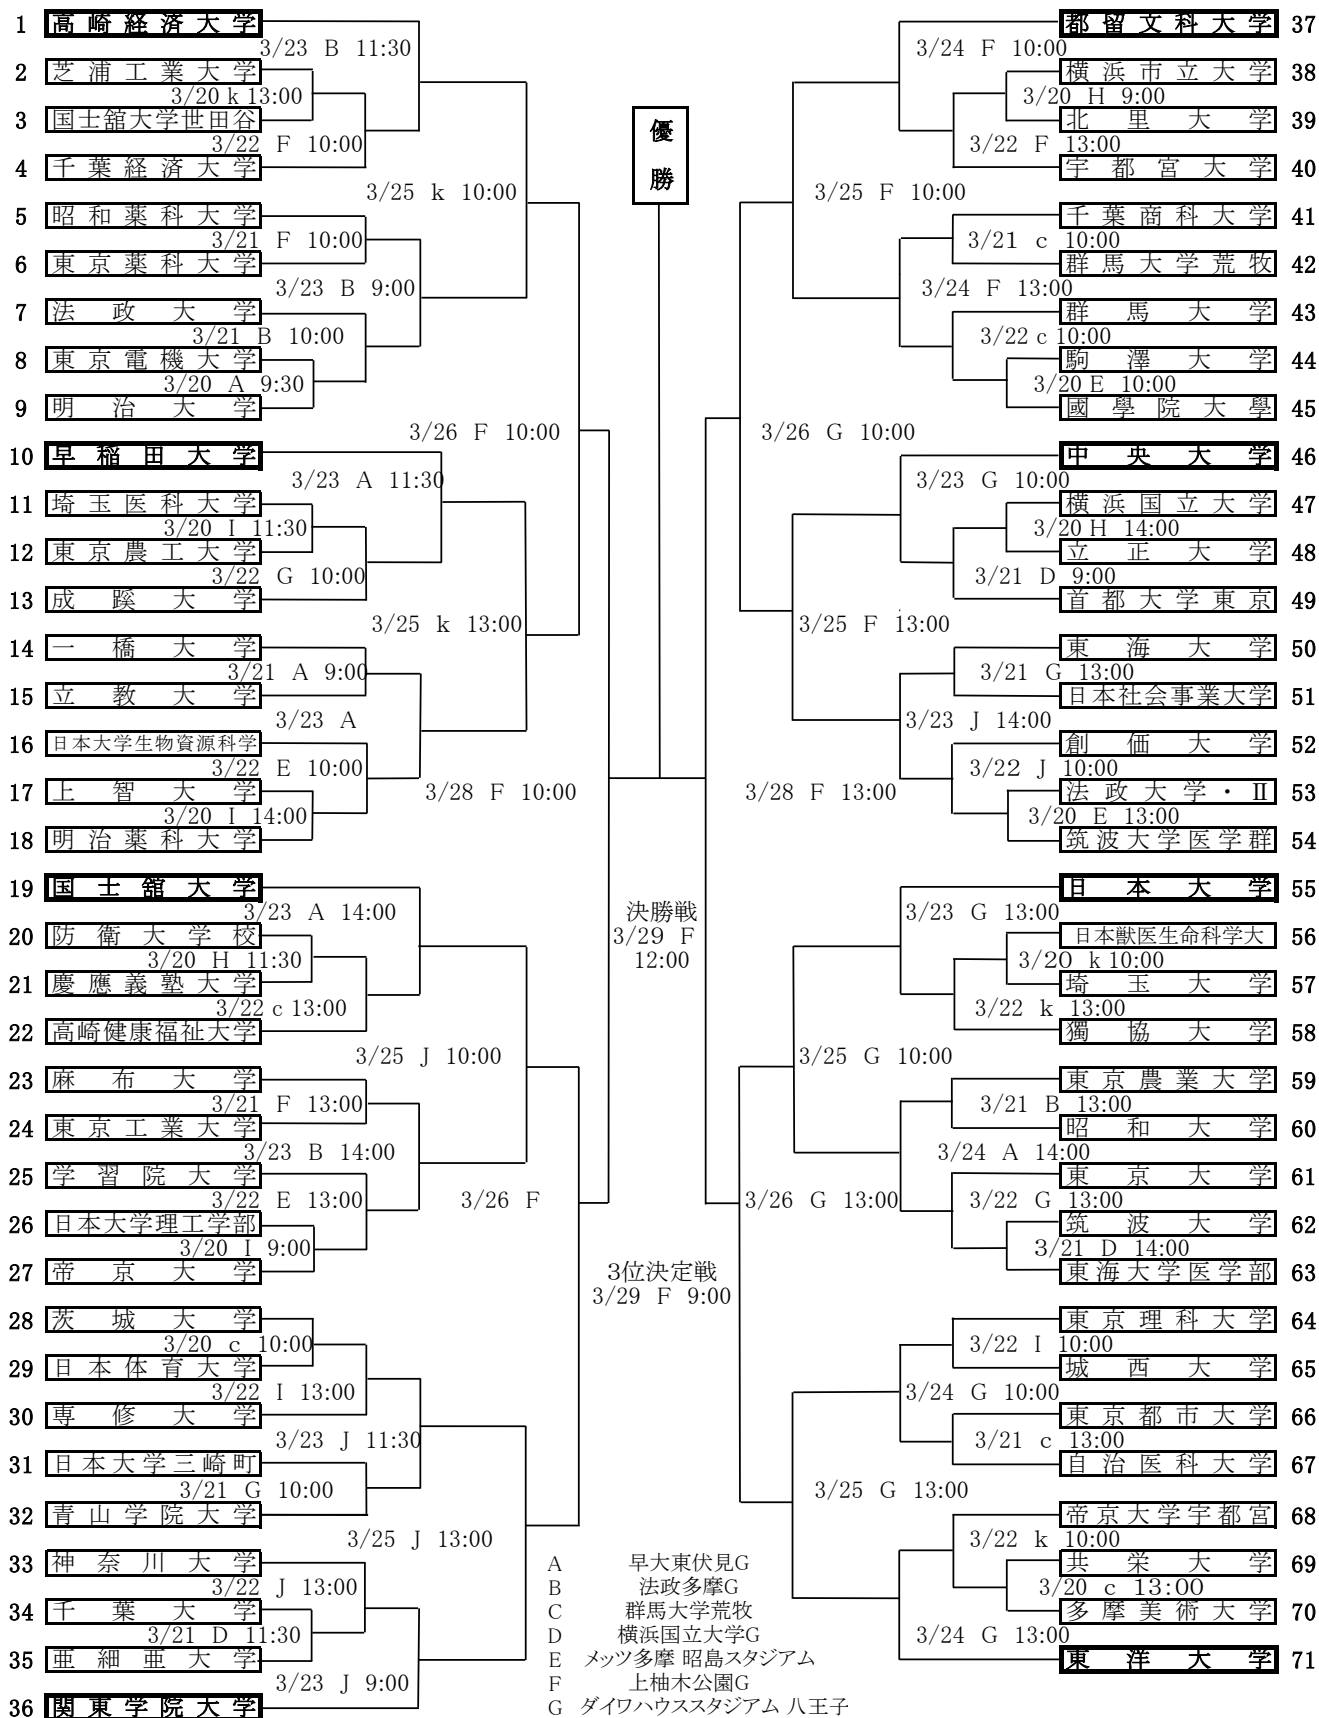 1 高崎経済大学
3/23 B 11:30
2 芝浦工業大学
3/20 k 13:00
3 国士舘大学世田谷
3/22 F 10:00
4 千葉経済大学
3/25 k 10:00
5 昭和薬科大学
3/21 F 10:00
6 東京薬科大学
3/23 B 9:00
7 法政大学
3/21 B 10:00
8 東京電機大学
3/20 A 9:30
9 明治大学
3/26 F 10:00
10 早稲田大学
3/23 A 11:30
11 埼玉医科大学
3/20 I 11:30
12 東京農工大学
3/22 G 10:00
13 成蹊大学
3/25 k 13:00
14 一橋大学
3/21 A 9:00
15 立教大学
3/23 A
16 日本大学生物資源科学
3/22 E 10:00
17 上智大学
3/28 F 10:00
3/20 I 14:00
18 明治薬科大学
19 国士舘大学
3/23 A 14:00
20 防衛大学校
3/20 H 11:30
21 慶應義塾大学
3/22 c 13:00
22 高崎健康福祉大学
3/25 J 10:00
23 麻布大学
3/21 F 13:00
24 東京工業大学
3/23 B 14:00
25 学習院大学
3/22 E 13:00
3/26 F
26 日本大学理工学部
3/20 I 9:00
27 帝京大学
28 茨城大学
3/20 c 10:00
29 日本体育大学
3/22 I 13:00
30 専修大学
3/23 J 11:30
31 日本大学三崎町
3/21 G 10:00
32 青山学院大学
3/25 J 13:00
33 神奈川大学
3/22 J 13:00
34 千葉大学
3/21 D 11:30
35 亜細亜大学
3/23 J 9:00
36 関東学院大学
優
勝
決勝戦
3/29 F
12:00
3位決定戦
3/29 F 9:00
A 早大東伏見G
B 法政多摩G
C 群馬大学荒牧
D 横浜国立大学G
E メッツ多摩 昭島スタジアム
F 上柚木公園G
G ダイワハウススタジアム 八王子
都留文科大学 37
3/24 F 10:00
横浜市立大学 38
3/20 H 9:00
北里大学 39
3/22 F 13:00
宇都宮大学 40
3/25 F 10:00
千葉商科大学 41
3/21 c 10:00
群馬大学荒牧 42
3/24 F 13:00
群馬大学 43
3/22 c 10:00
駒澤大学 44
3/20 E 10:00
國學院大學 45
3/26 G 10:00
中央大学 46
3/23 G 10:00
横浜国立大学 47
3/20 H 14:00
立正大学 48
3/21 D 9:00
首都大学東京 49
3/25 F 13:00
東海大学 50
3/21 G 13:00
日本社会事業大学 51
3/23 J 14:00
創価大学 52
3/22 J 10:00
法政大学・Ⅱ 53
3/28 F 13:00
3/20 E 13:00
筑波大学医学群 54
日本大学 55
3/23 G 13:00
日本獣医生命科学大 56
3/20 k 10:00
埼玉大学 57
3/22 k 13:00
獨協大学 58
3/25 G 10:00
東京農業大学 59
3/21 B 13:00
昭和大学 60
3/24 A 14:00
東京大学 61
3/22 G 13:00
3/26 G 13:00
筑波大学 62
3/21 D 14:00
東海大学医学部 63
東京理科大学 64
3/22 I 10:00
城西大学 65
3/24 G 10:00
東京都市大学 66
3/21 c 13:00
自治医科大学 67
3/25 G 13:00
帝京大学宇都宮 68
3/22 k 10:00
共栄大学 69
3/20 c 13:00
多摩美術大学 70
3/24 G 13:00
東洋大学 71